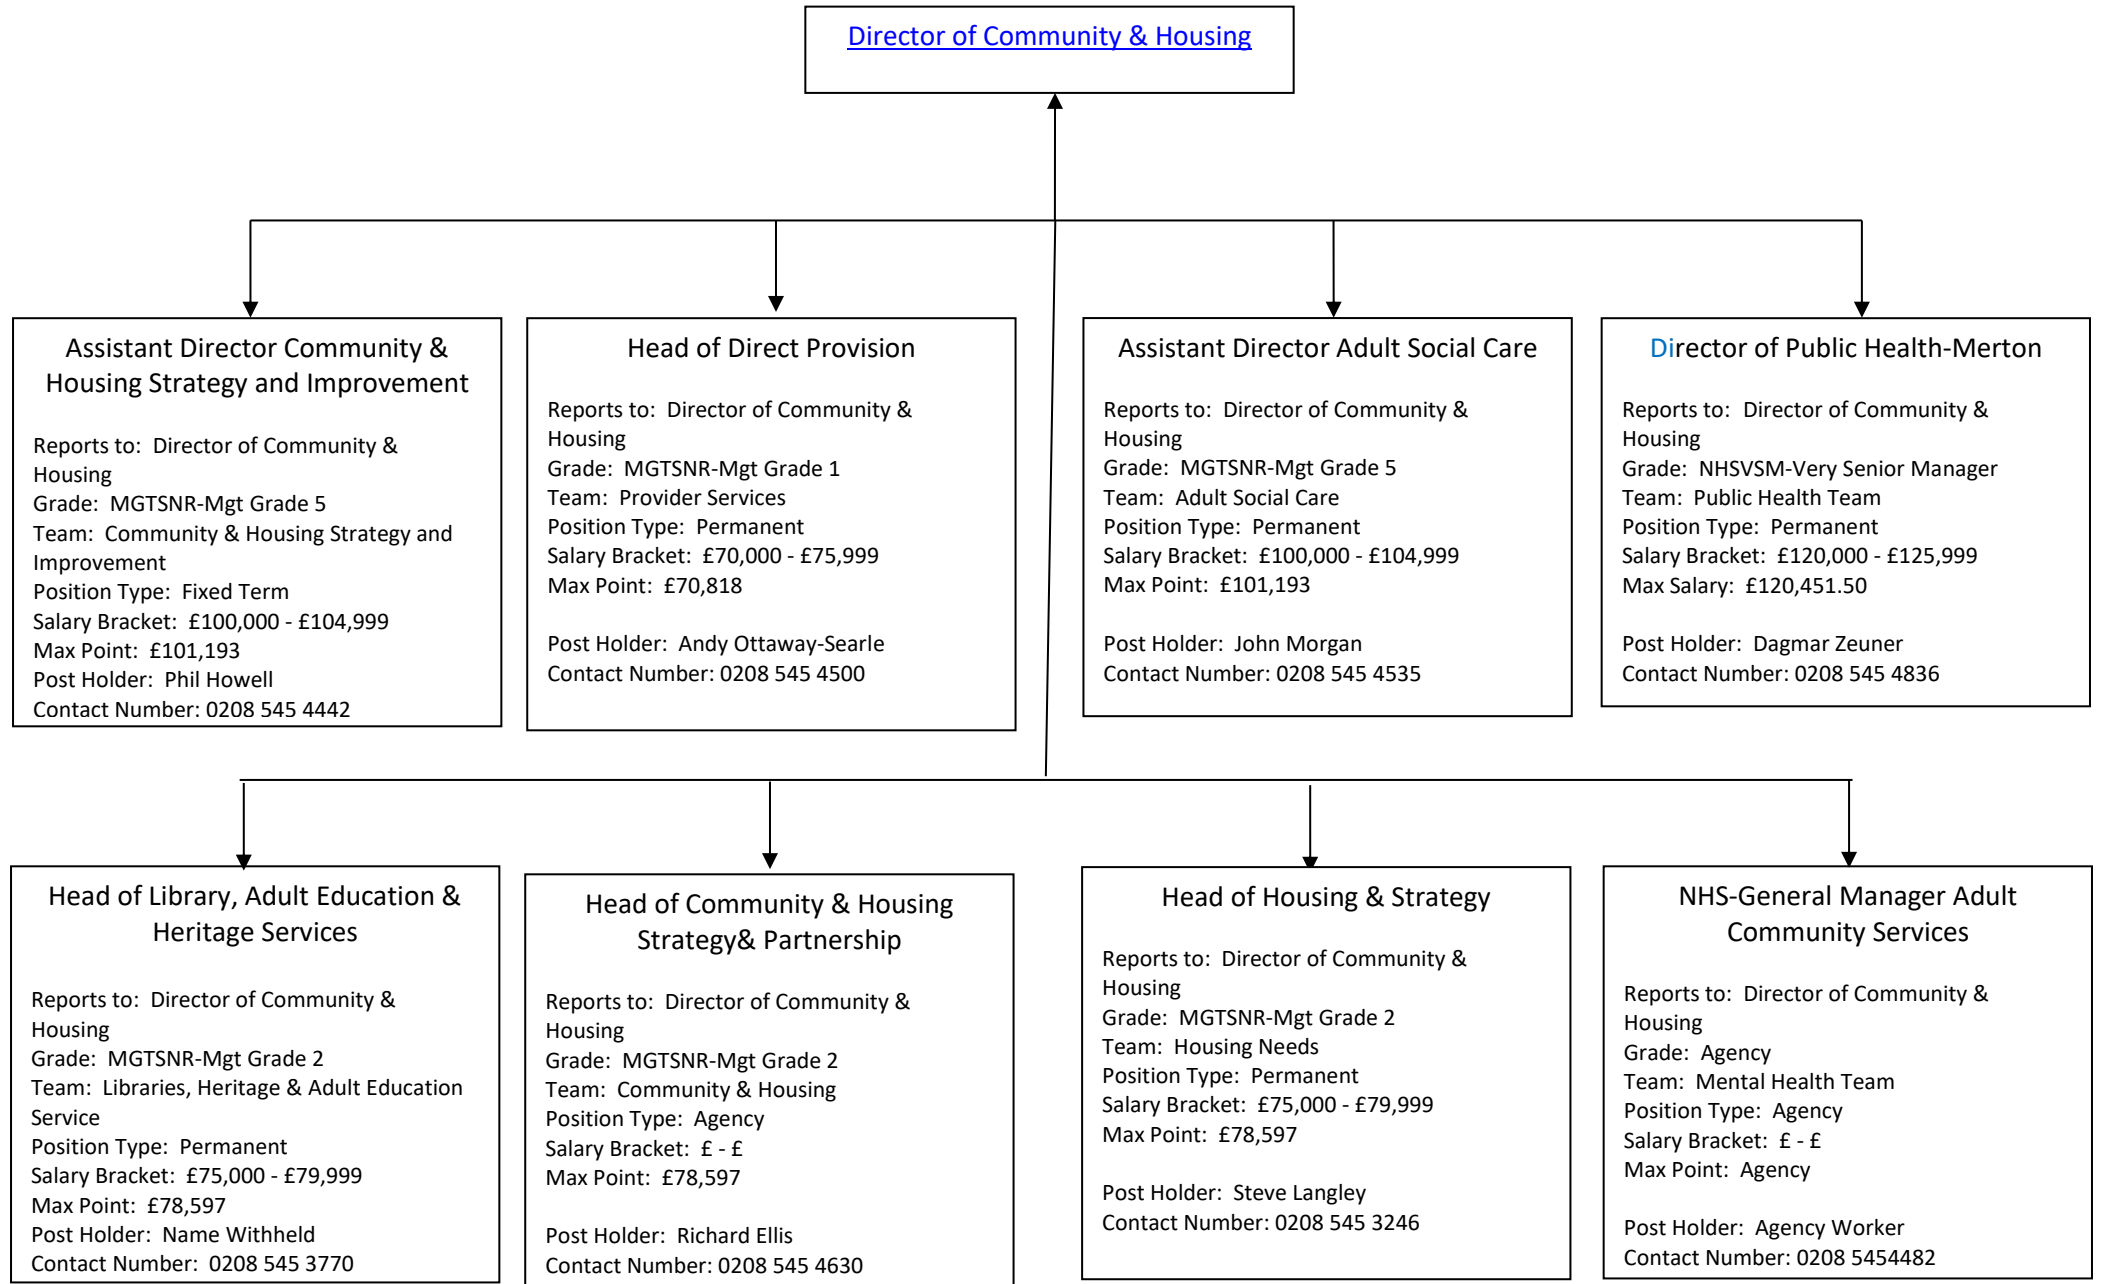 Director of Community & Housing
Assistant Director Community &
Housing Strategy and Improvement
Reports to: Director of Community &
Housing
Grade: MGTSNR-Mgt Grade 5
Team: Community & Housing Strategy and
Improvement
Position Type: Fixed Term
Salary Bracket: £100,000 - £104,999
Max Point: £101,193
Post Holder: Phil Howell
Contact Number: 0208 545 4442
Head of Direct Provision
Reports to: Director of Community &
Housing
Grade: MGTSNR-Mgt Grade 1
Team: Provider Services
Position Type: Permanent
Salary Bracket: £70,000 - £75,999
Max Point: £70,818
Post Holder: Andy Ottaway-Searle
Contact Number: 0208 545 4500
Assistant Director Adult Social Care
Reports to: Director of Community &
Housing
Grade: MGTSNR-Mgt Grade 5
Team: Adult Social Care
Position Type: Permanent
Salary Bracket: £100,000 - £104,999
Max Point: £101,193
Post Holder: John Morgan
Contact Number: 0208 545 4535
Director of Public Health-Merton
Reports to: Director of Community &
Housing
Grade: NHSVSM-Very Senior Manager
Team: Public Health Team
Position Type: Permanent
Salary Bracket: £120,000 - £125,999
Max Salary: £120,451.50
Post Holder: Dagmar Zeuner
Contact Number: 0208 545 4836
Head of Library, Adult Education &
Heritage Services
Reports to: Director of Community &
Housing
Grade: MGTSNR-Mgt Grade 2
Team: Libraries, Heritage & Adult Education
Service
Position Type: Permanent
Salary Bracket: £75,000 - £79,999
Max Point: £78,597
Post Holder: Name Withheld
Contact Number: 0208 545 3770
Head of Community & Housing
Strategy& Partnership
Reports to: Director of Community &
Housing
Grade: MGTSNR-Mgt Grade 2
Team: Community & Housing
Position Type: Agency
Salary Bracket: £ - £
Max Point: £78,597
Post Holder: Richard Ellis
Contact Number: 0208 545 4630
Head of Housing & Strategy
Reports to: Director of Community &
Housing
Grade: MGTSNR-Mgt Grade 2
Team: Housing Needs
Position Type: Permanent
Salary Bracket: £75,000 - £79,999
Max Point: £78,597
Post Holder: Steve Langley
Contact Number: 0208 545 3246
NHS-General Manager Adult
Community Services
Reports to: Director of Community &
Housing
Grade: Agency
Team: Mental Health Team
Position Type: Agency
Salary Bracket: £ - £
Max Point: Agency
Post Holder: Agency Worker
Contact Number: 0208 5454482